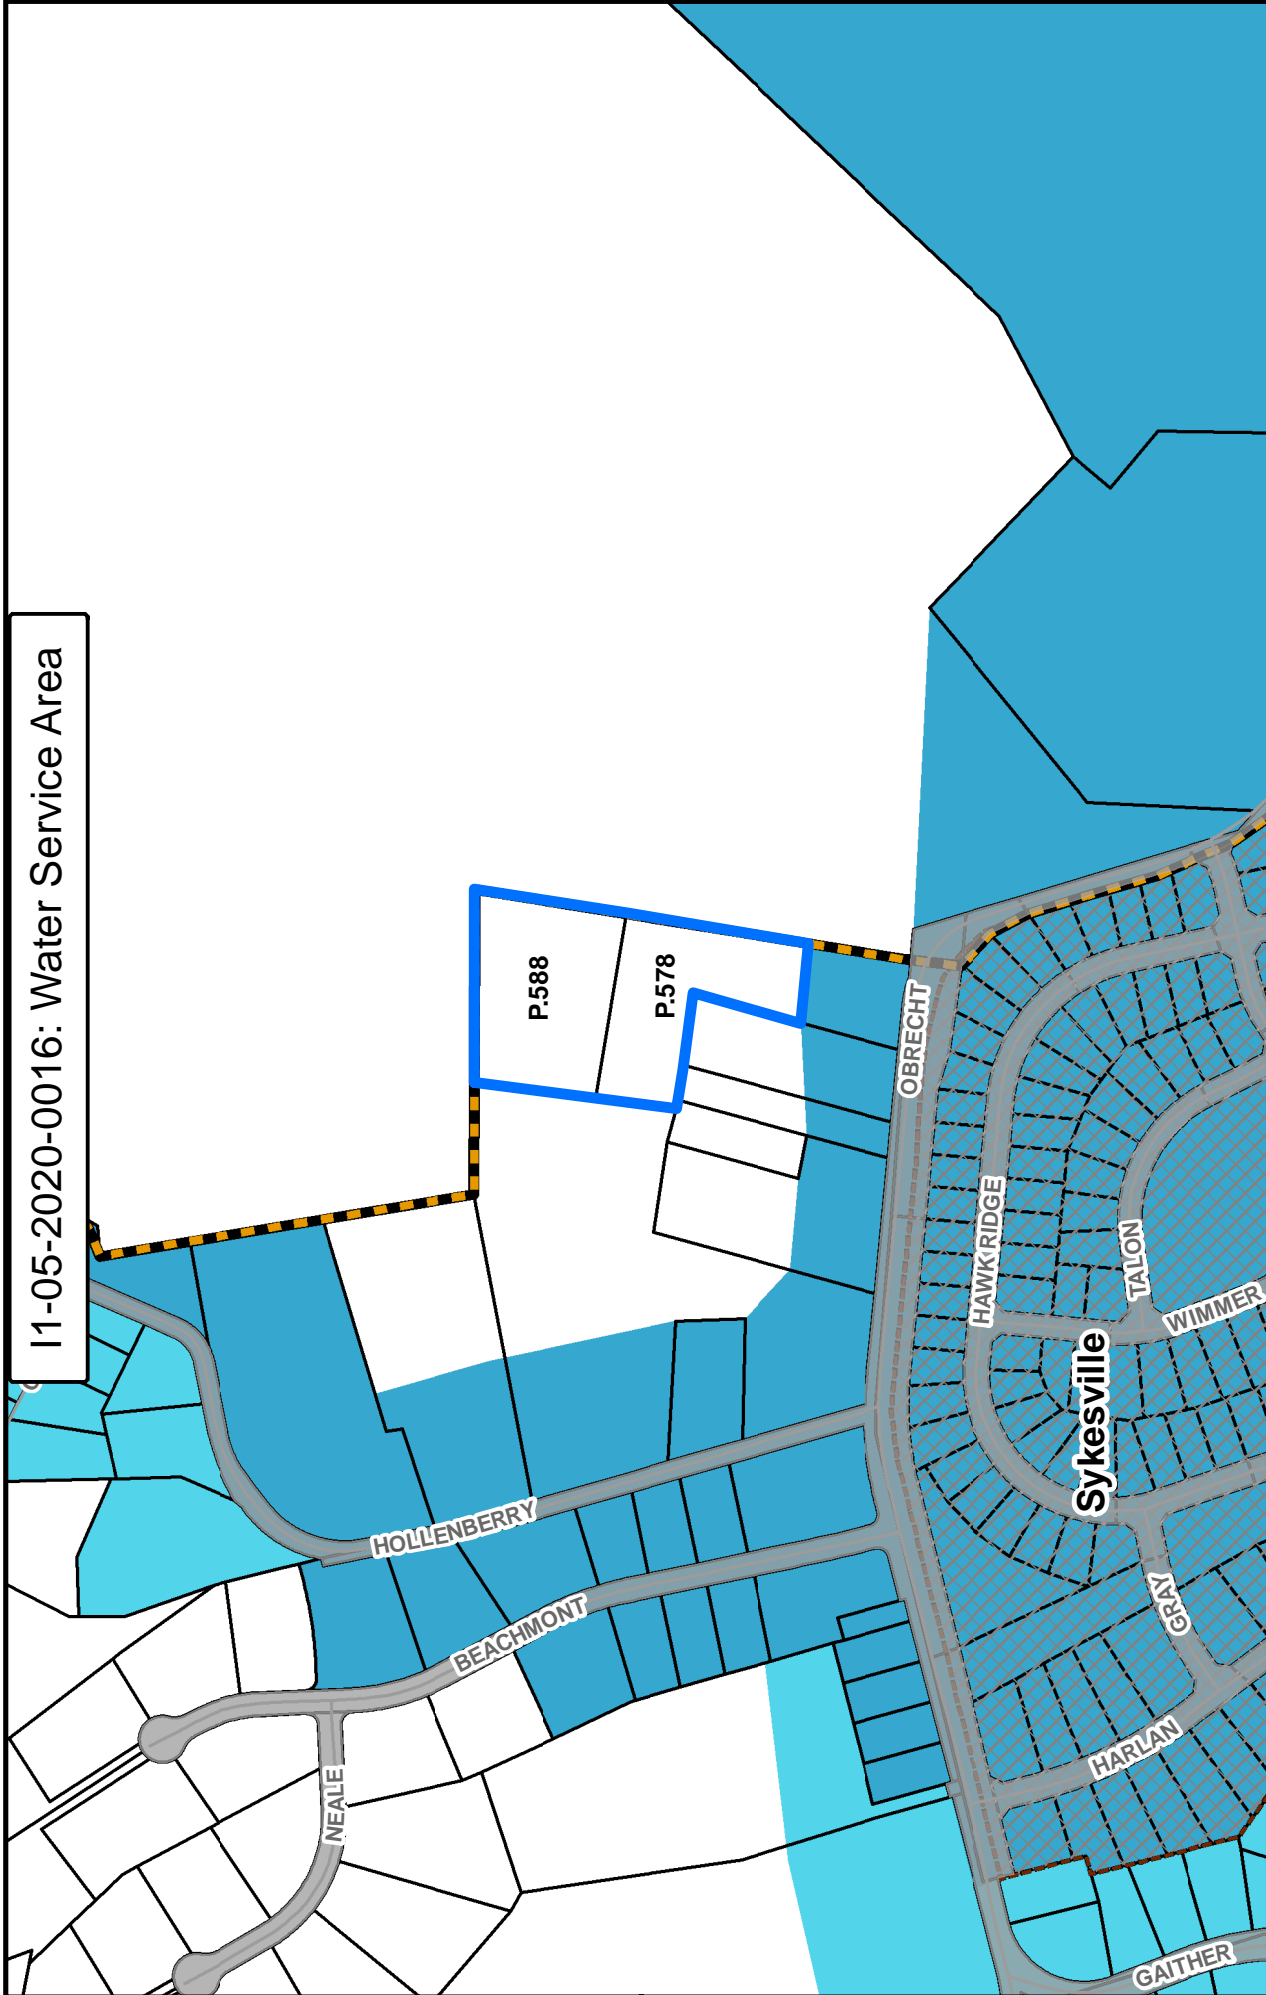 I1-05-2020-0016: Water Service Area
P.588
P.578
OBRECHT
HOLLENBERRY
BEACHMONT
NEALE
HAWK RIDGE
TALON
WIMMER
Sykesville
GRAY
HARLAN
GAITHER